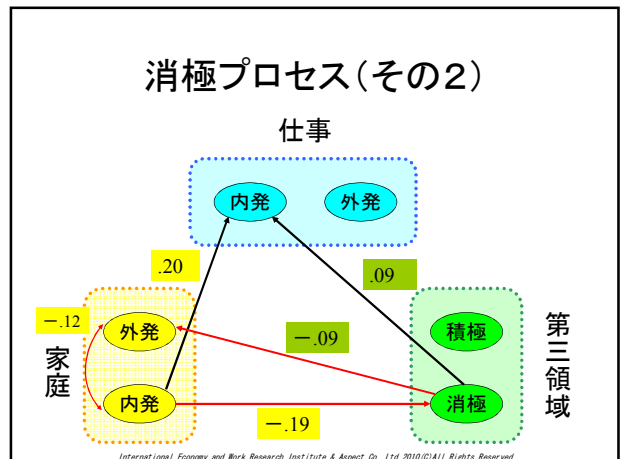 消極プロセス(その2)
仕事
内発
外発
.20
.09
－.12
外発
－.09
積極
家庭
第三領域
内発
消極
－.19
International Economy and Work Research Institute & Aspect Co. Ltd 2010(C)All Rights Reserved